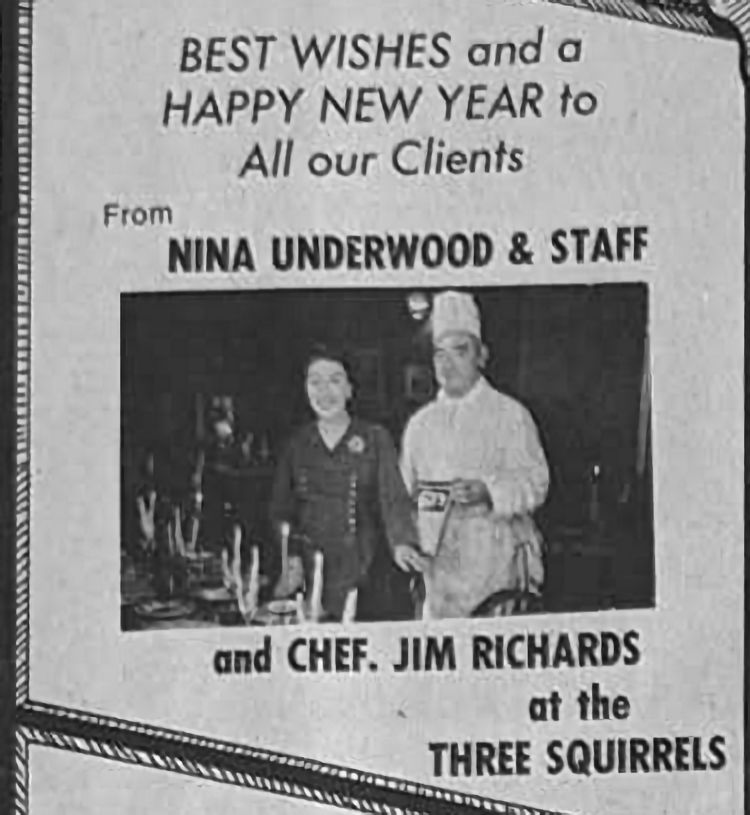 BEST WISHES and a
HAPPY NEW YEAR to
All our Clients
From
NINA UNDERWOOD & STAFF
and CHEF. JIM RICHARDS
at the
THREE SQUIRRELS